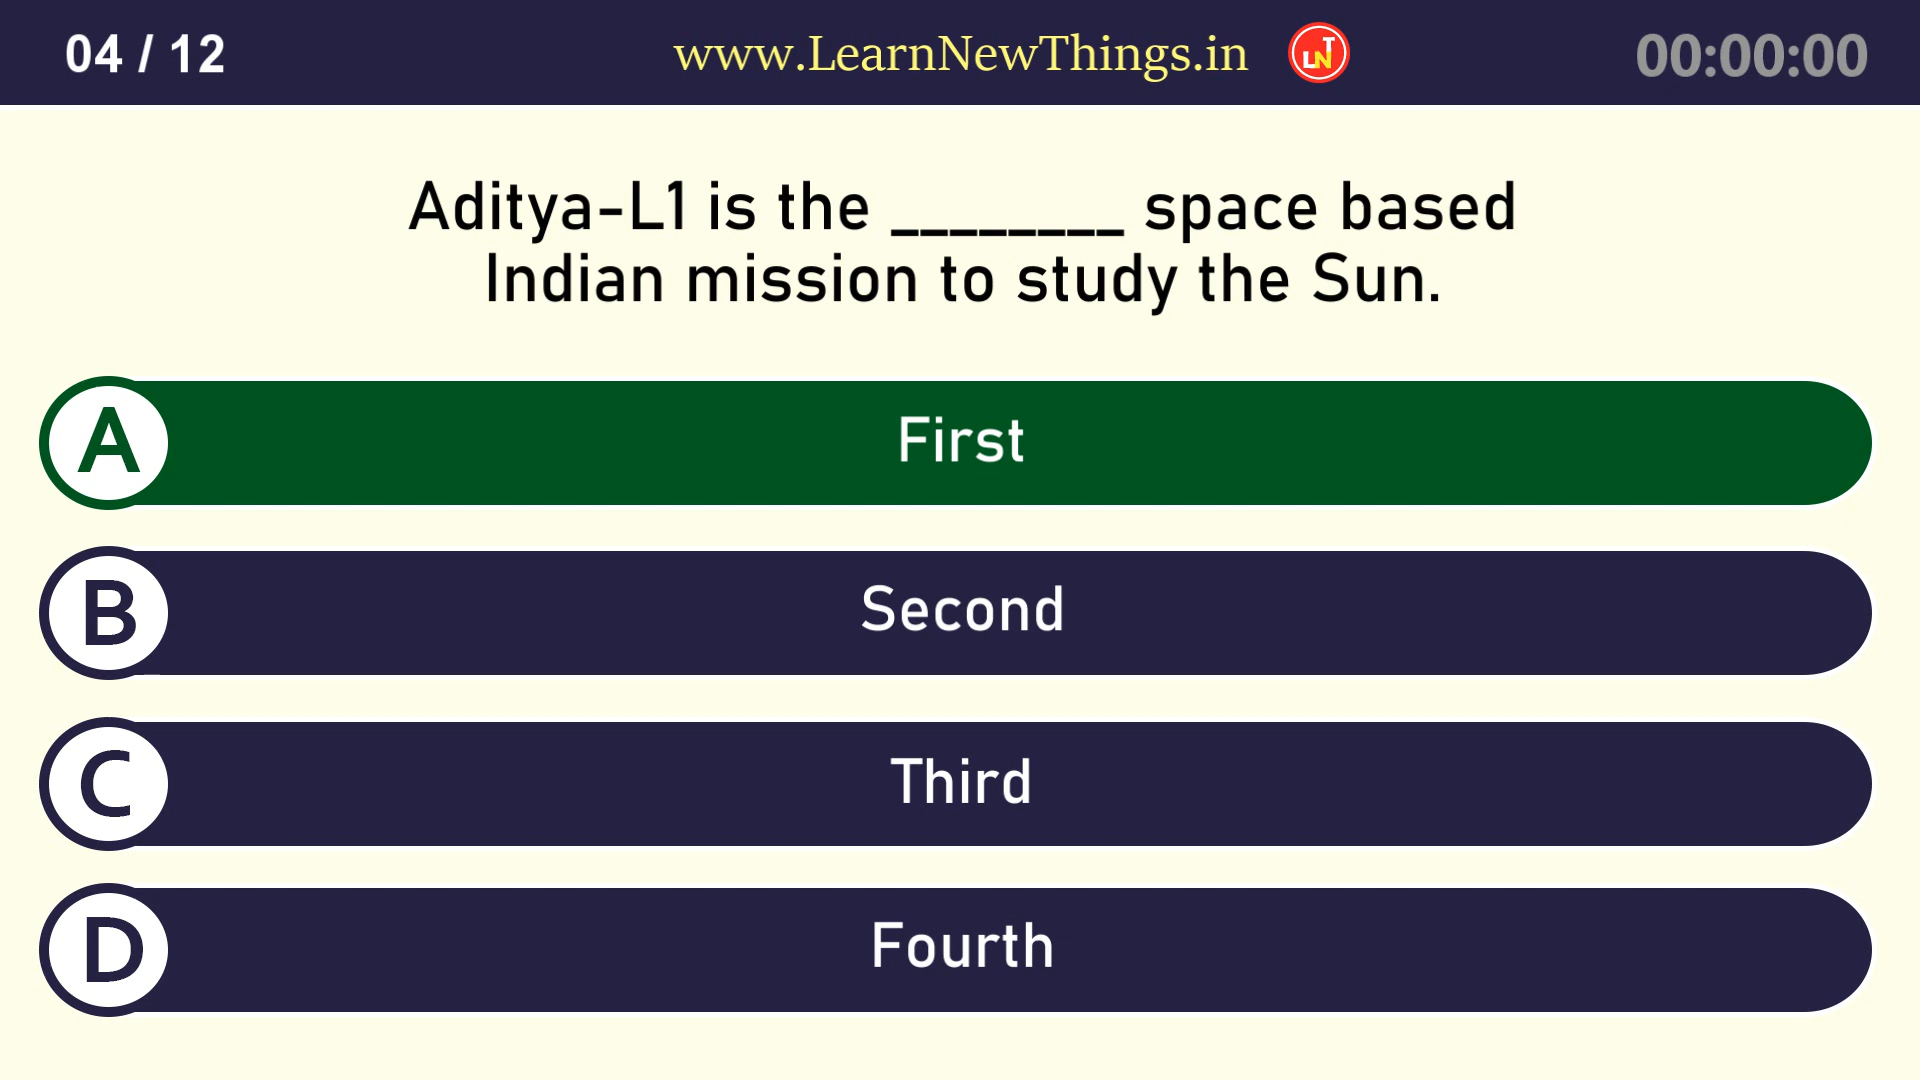 04 / 12
www.LearnNewThings.in
LNT
00:00:00
Aditya-L1 is the ________ space based
Indian mission to study the Sun.
A
First
B
Second
C
Third
D
Fourth